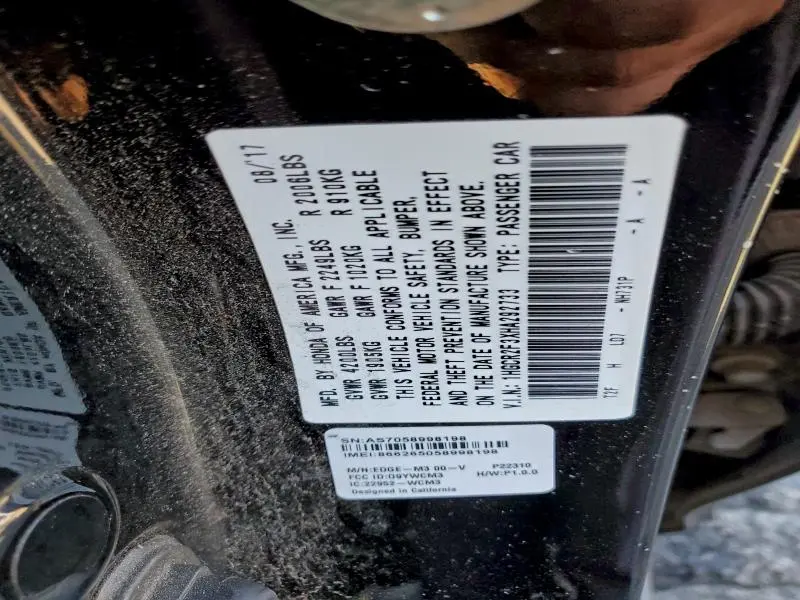 MFD. BY HONDA OF AMERICA MFG., INC. 08/17
GVWR 4200LBS GAWR F 2249LBS R 2006LBS
GVWR 1905KG GAWR F 1020KG R 910KG
THIS VEHICLE CONFORMS TO ALL APPLICABLE
FEDERAL MOTOR VEHICLE SAFETY, BUMPER,
AND THEFT PREVENTION STANDARDS IN EFFECT
ON THE DATE OF MANUFACTURE SHOWN ABOVE.
V.I.N.: 1HGCR2F3XHA292733 TYPE: PASSENGER CAR
T2F H LD7 - NH731P - A - A
SN:AS7058998198
IMEI:866265058998198
M/N:EDGE-M3 00-V P22310
FCC ID:O9YWCM3 H/W:P1.0.0
IC:22952-WCM3
Designed in California